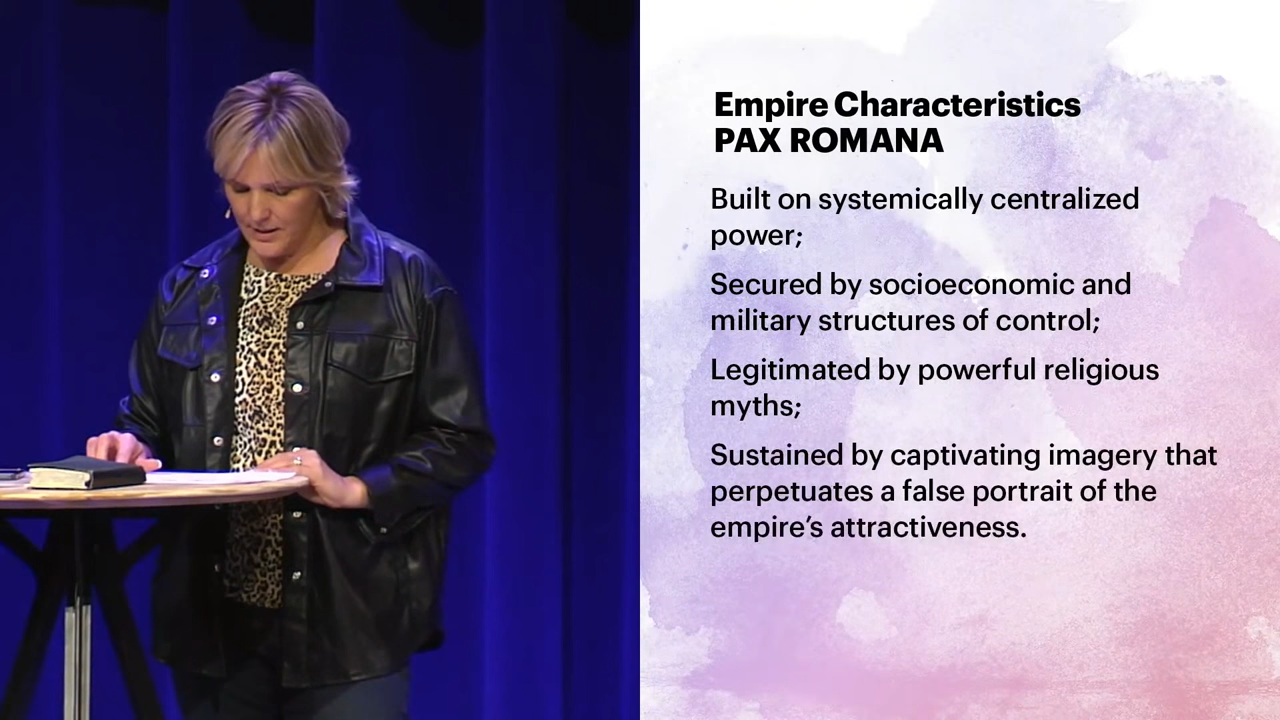 Empire Characteristics
PAX ROMANA
Built on systemically centralized
power;
Secured by socioeconomic and
military structures of control;
Legitimated by powerful religious
myths;
Sustained by captivating imagery that
perpetuates a false portrait of the
empire’s attractiveness.